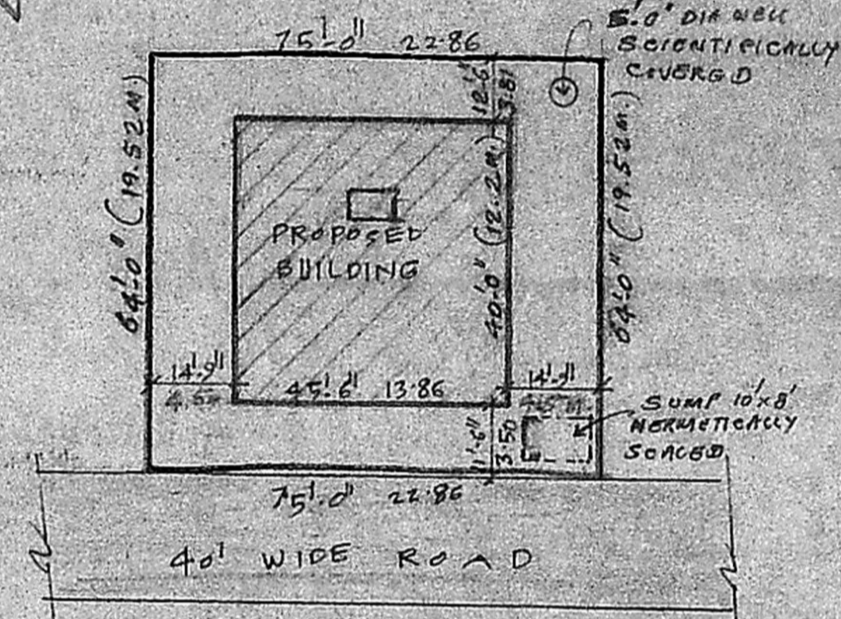 75'-0" 22.86
5'.0" DIA WELL
SCIENTIFICALLY
COVERED
12'.6"
3.81
64'-0" (19.52M.)
40'-0" (12.2M.)
64'-0" (19.52M.)
PROPOSED
BUILDING
14'-9"
4.5M
45'-6" 13.86
14'-9"
4.5M
SUMP 10'x8'
HERMETICALLY
SEALED
11'-6"
3.50
75'-0" 22.86
40' WIDE ROAD